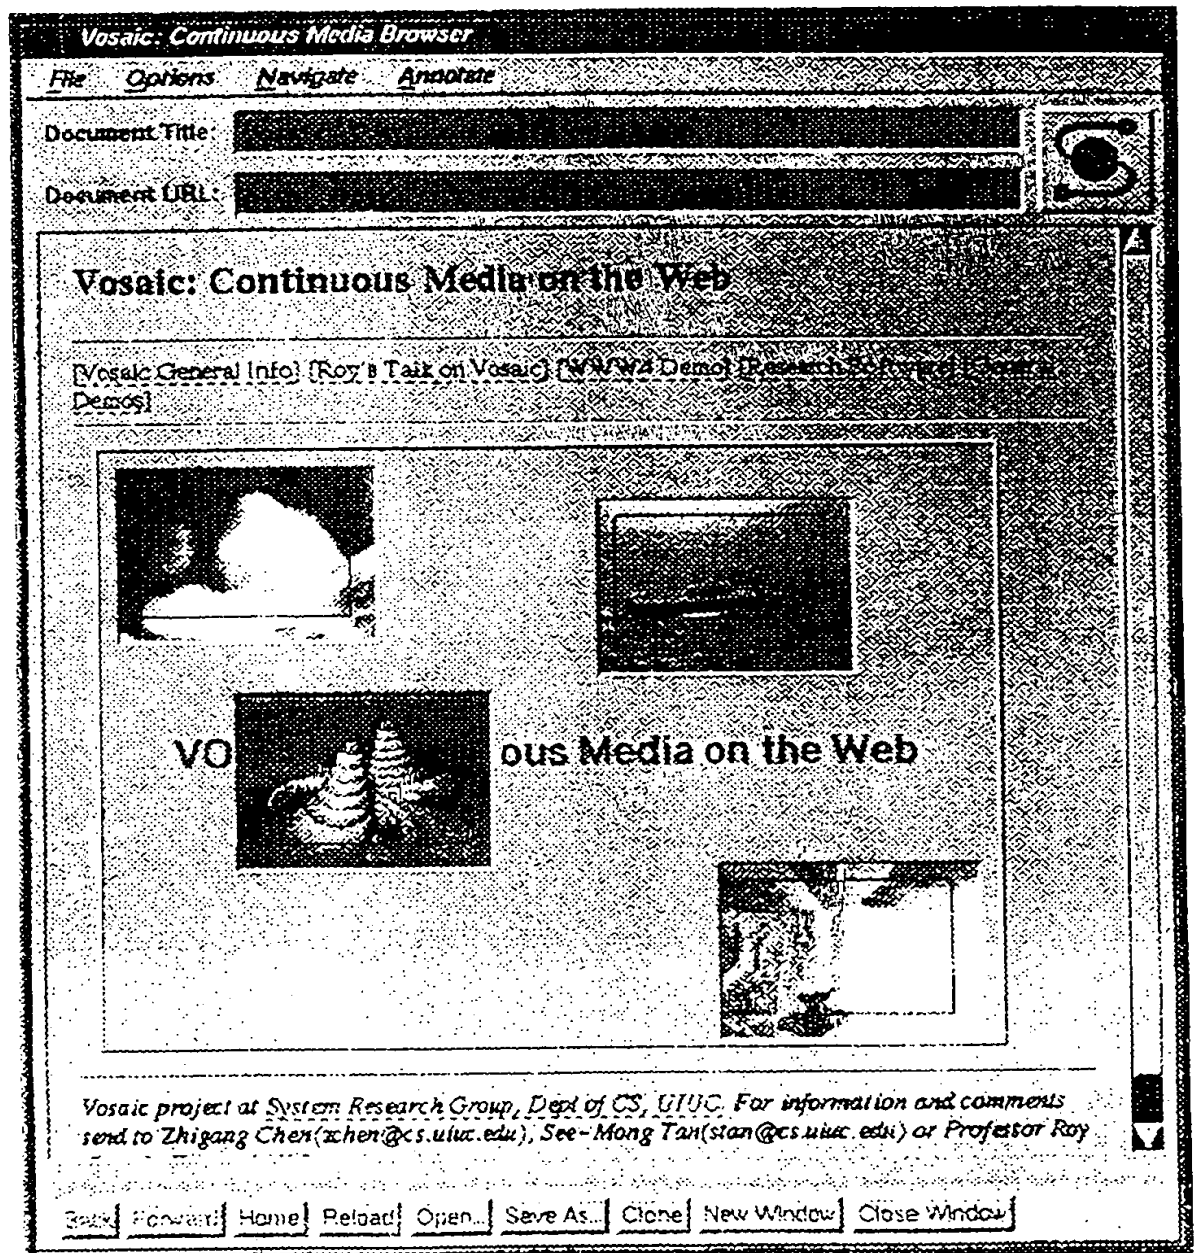 Vosaic: Continuous Media Browser
File Options Navigate Annotate
Document Title:
Document URL:
Vosaic: Continuous Media on the Web
[Vosaic General Info] [Roy's Talk on Vosaic] [WWW4 Demo] [Research Software] [General
Demos]
VO ous Media on the Web
Vosaic project at System Research Group, Dept of CS, UIUC. For information and comments
send to Zhigang Chen(zchen@cs.uiuc.edu), See-Mong Tan(stan@cs.uiuc.edu) or Professor Roy
Back Forward Home Reload Open... Save As... Clone New Window Close Window